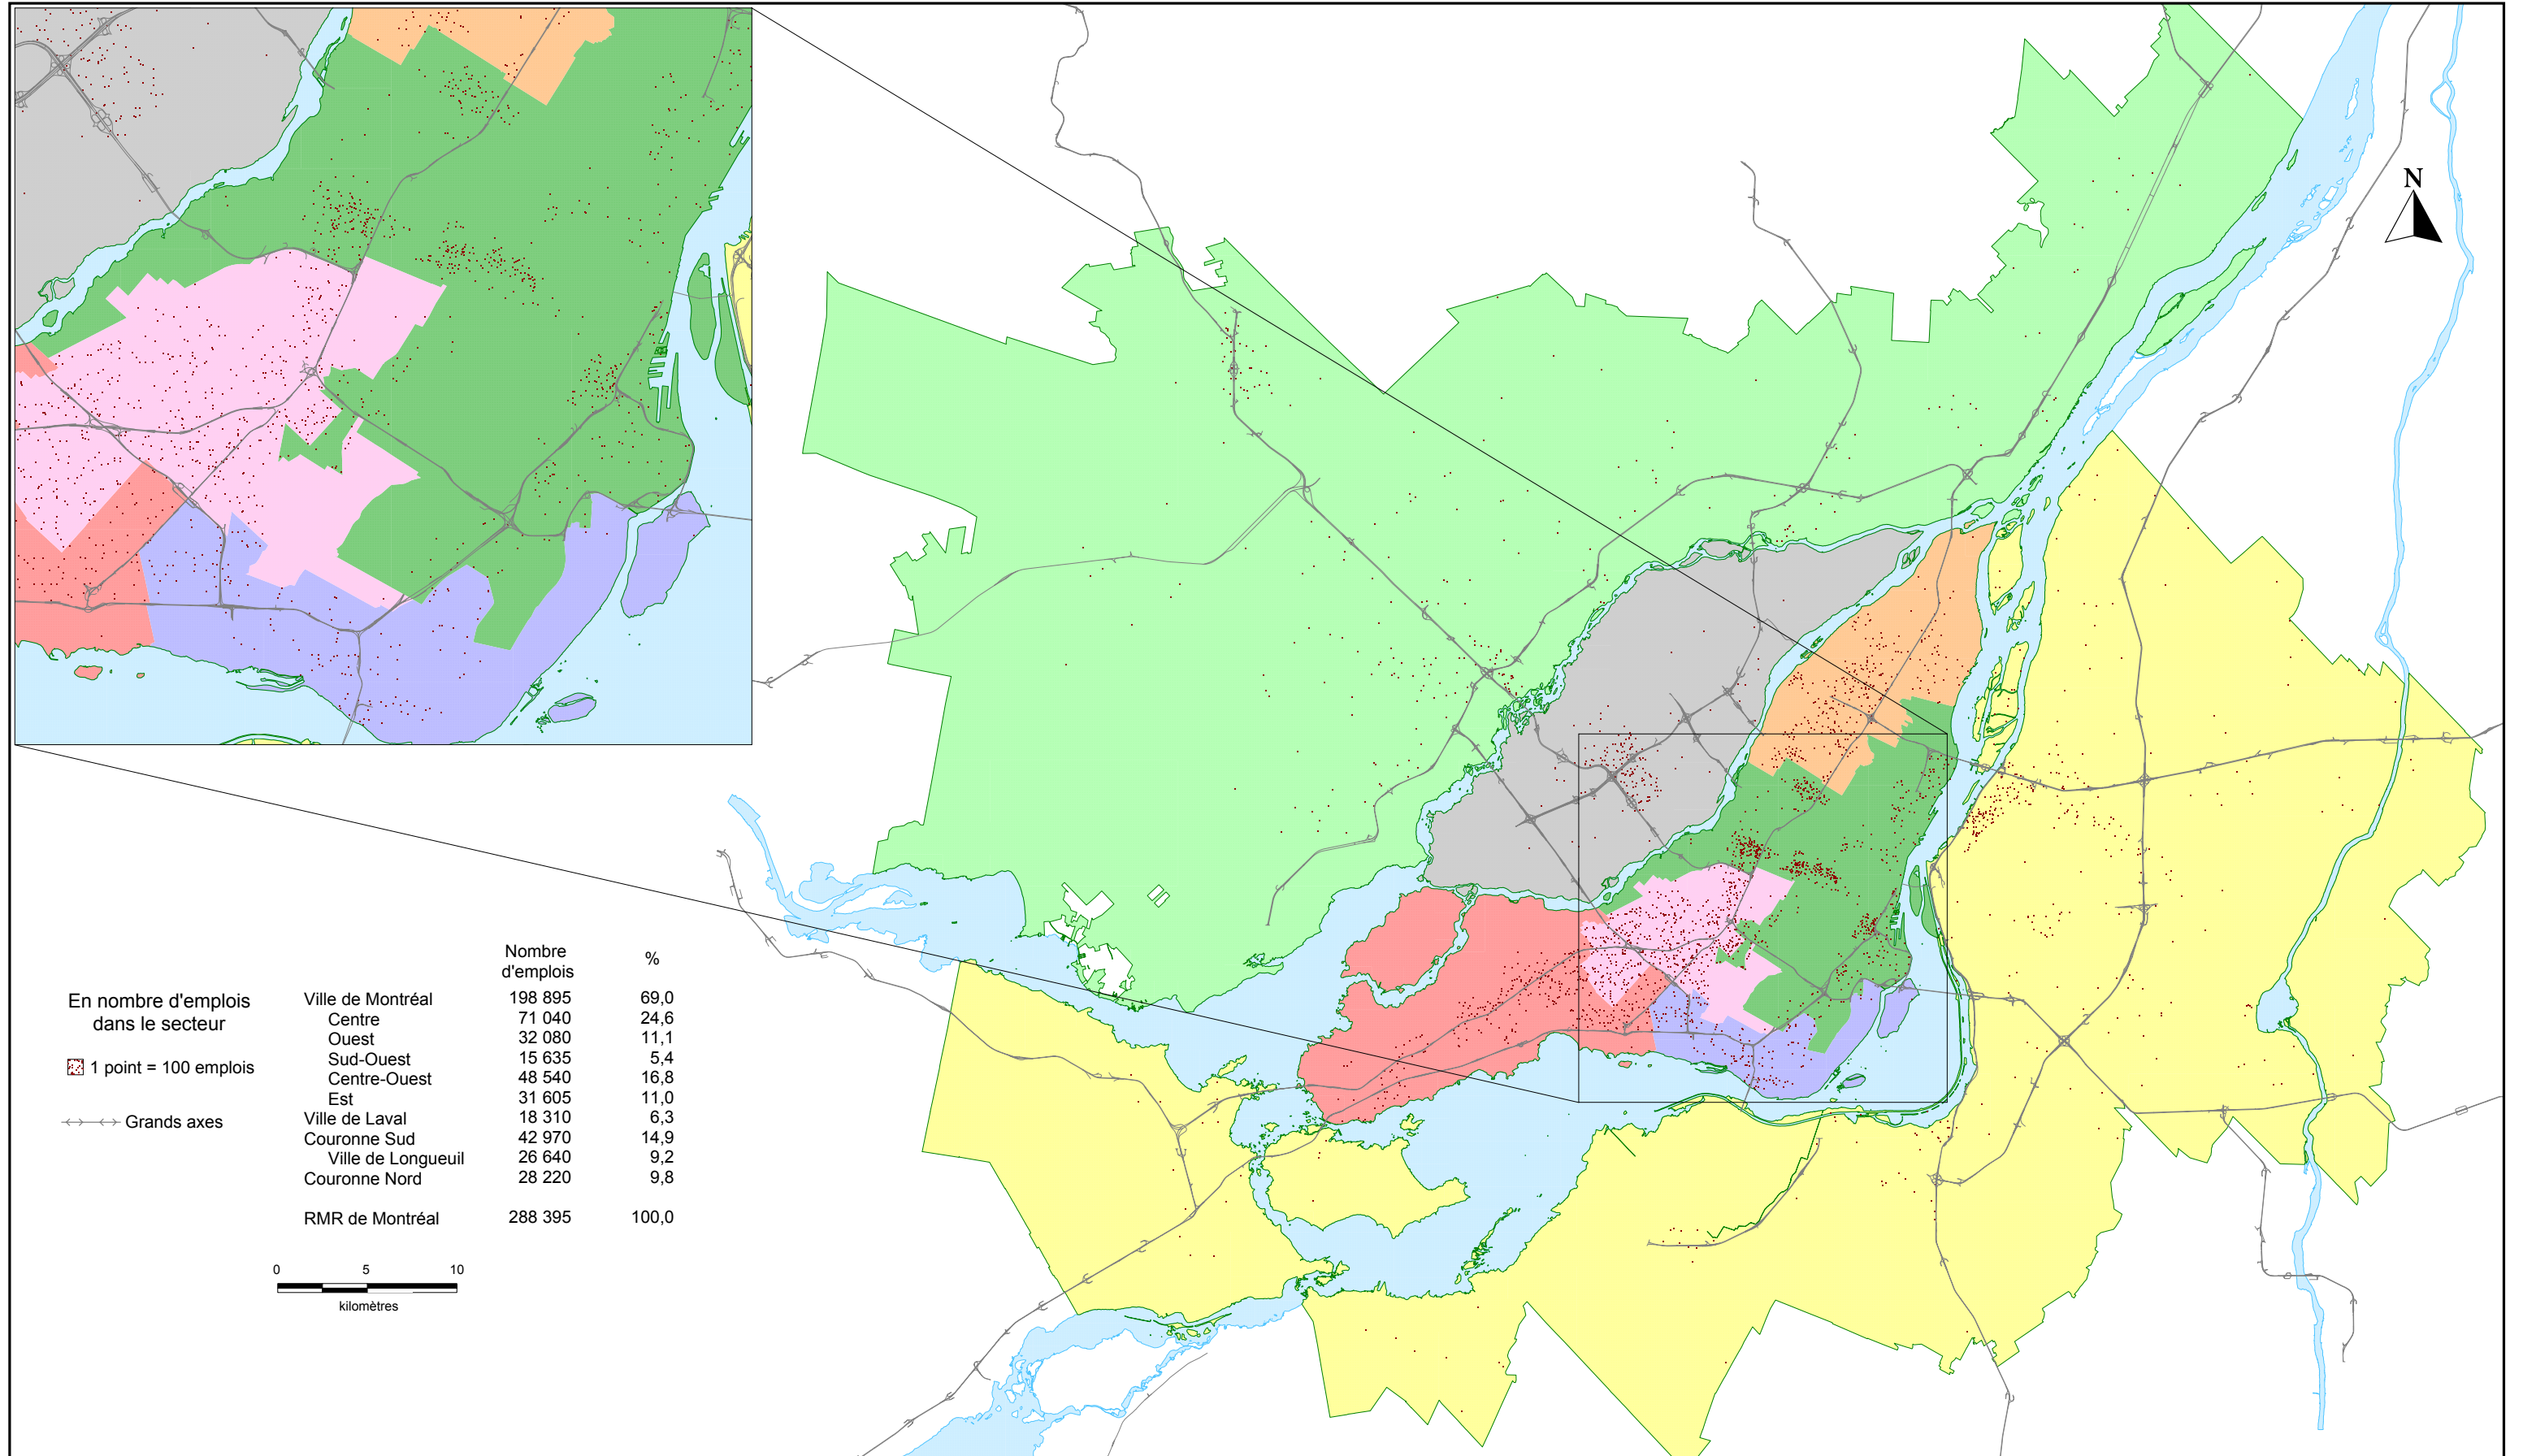 N
Nombre
d'emplois %
En nombre d'emplois
dans le secteur
1 point = 100 emplois
Grands axes
Ville de Montréal 198 895 69,0
Centre 71 040 24,6
Ouest 32 080 11,1
Sud-Ouest 15 635 5,4
Centre-Ouest 48 540 16,8
Est 31 605 11,0
Ville de Laval 18 310 6,3
Couronne Sud 42 970 14,9
Ville de Longueuil 26 640 9,2
Couronne Nord 28 220 9,8
RMR de Montréal 288 395 100,0
0 5 10
kilomètres